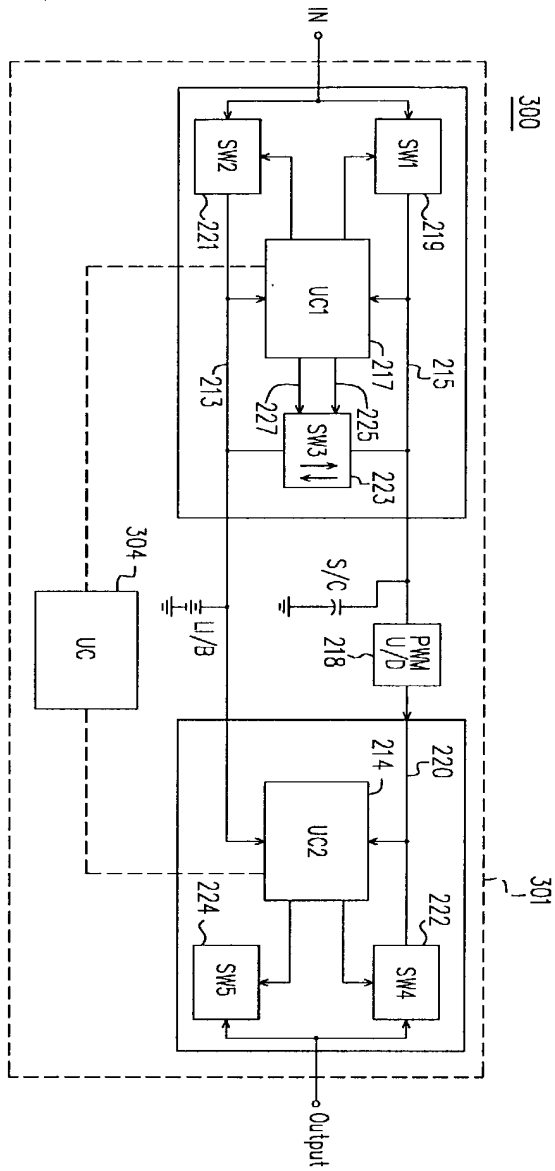 300
301
IN
SW1
219
215
SW2
221
UC1
217
213
225
227
SW3
223
S/C
PWM
U/D
218
LI/B
304
UC
220
214
UC2
222
SW4
224
SW5
Output